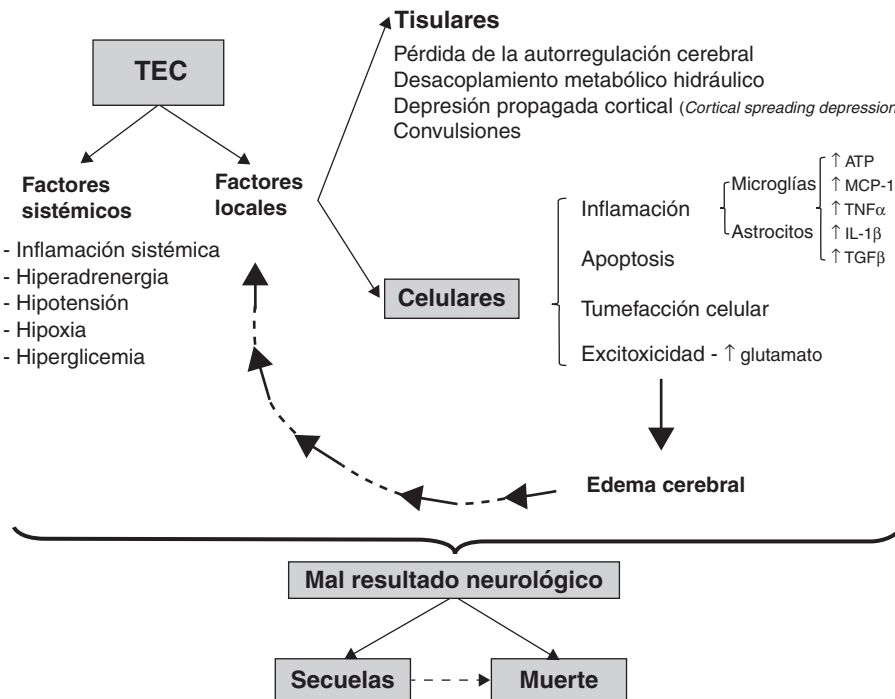 TEC
Factores
sistémicos
- Inflamación sistémica
- Hiperadrenergia
- Hipotensión
- Hipoxia
- Hiperglicemia
Factores
locales
Tisulares
Pérdida de la autorregulación cerebral
Desacoplamiento metabólico hidráulico
Depresión propagada cortical (Cortical spreading depression
Convulsiones
Celulares
Inflamación
Microglías
Astrocitos
↑ ATP
↑ MCP-1
↑ TNFα
↑ IL-1β
↑ TGFβ
Apoptosis
Tumefacción celular
Excitoxicidad - ↑ glutamato
Edema cerebral
Mal resultado neurológico
Secuelas
Muerte